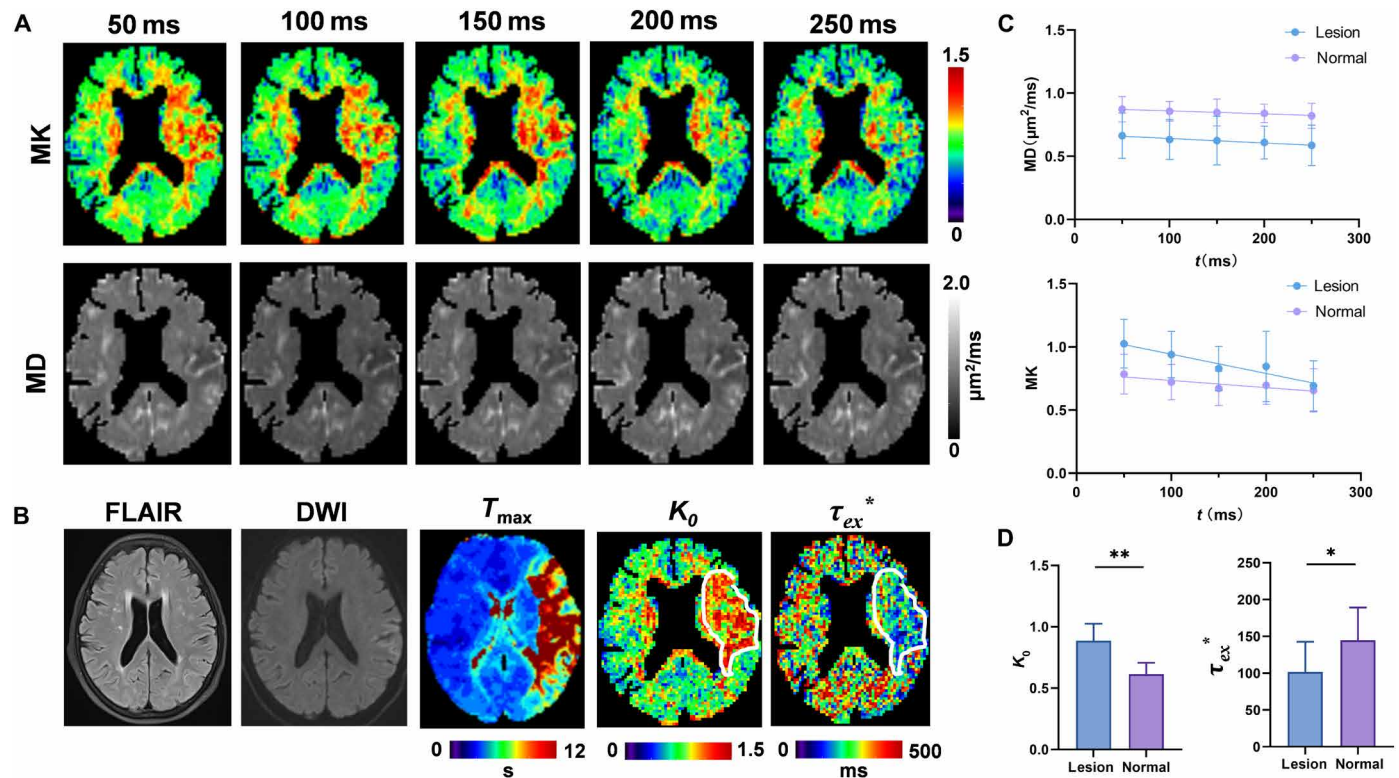 A
50 ms 100 ms 150 ms 200 ms 250 ms
MK
1.5
0
MD
2.0
μm²/ms
0
B
FLAIR DWI Tmax K0 τex*
0 12
s
0 1.5
0 500
ms
C
1.5
1.0
0.5
0.0
MD(μm²/ms)
Lesion
Normal
0 100 200 300
t(ms)
1.5
1.0
0.5
0.0
MK
Lesion
Normal
0 100 200 300
t(ms)
D
1.5
1.0
0.5
0.0
K0
**
Lesion Normal
250
200
150
100
50
0
τex*
*
Lesion Normal